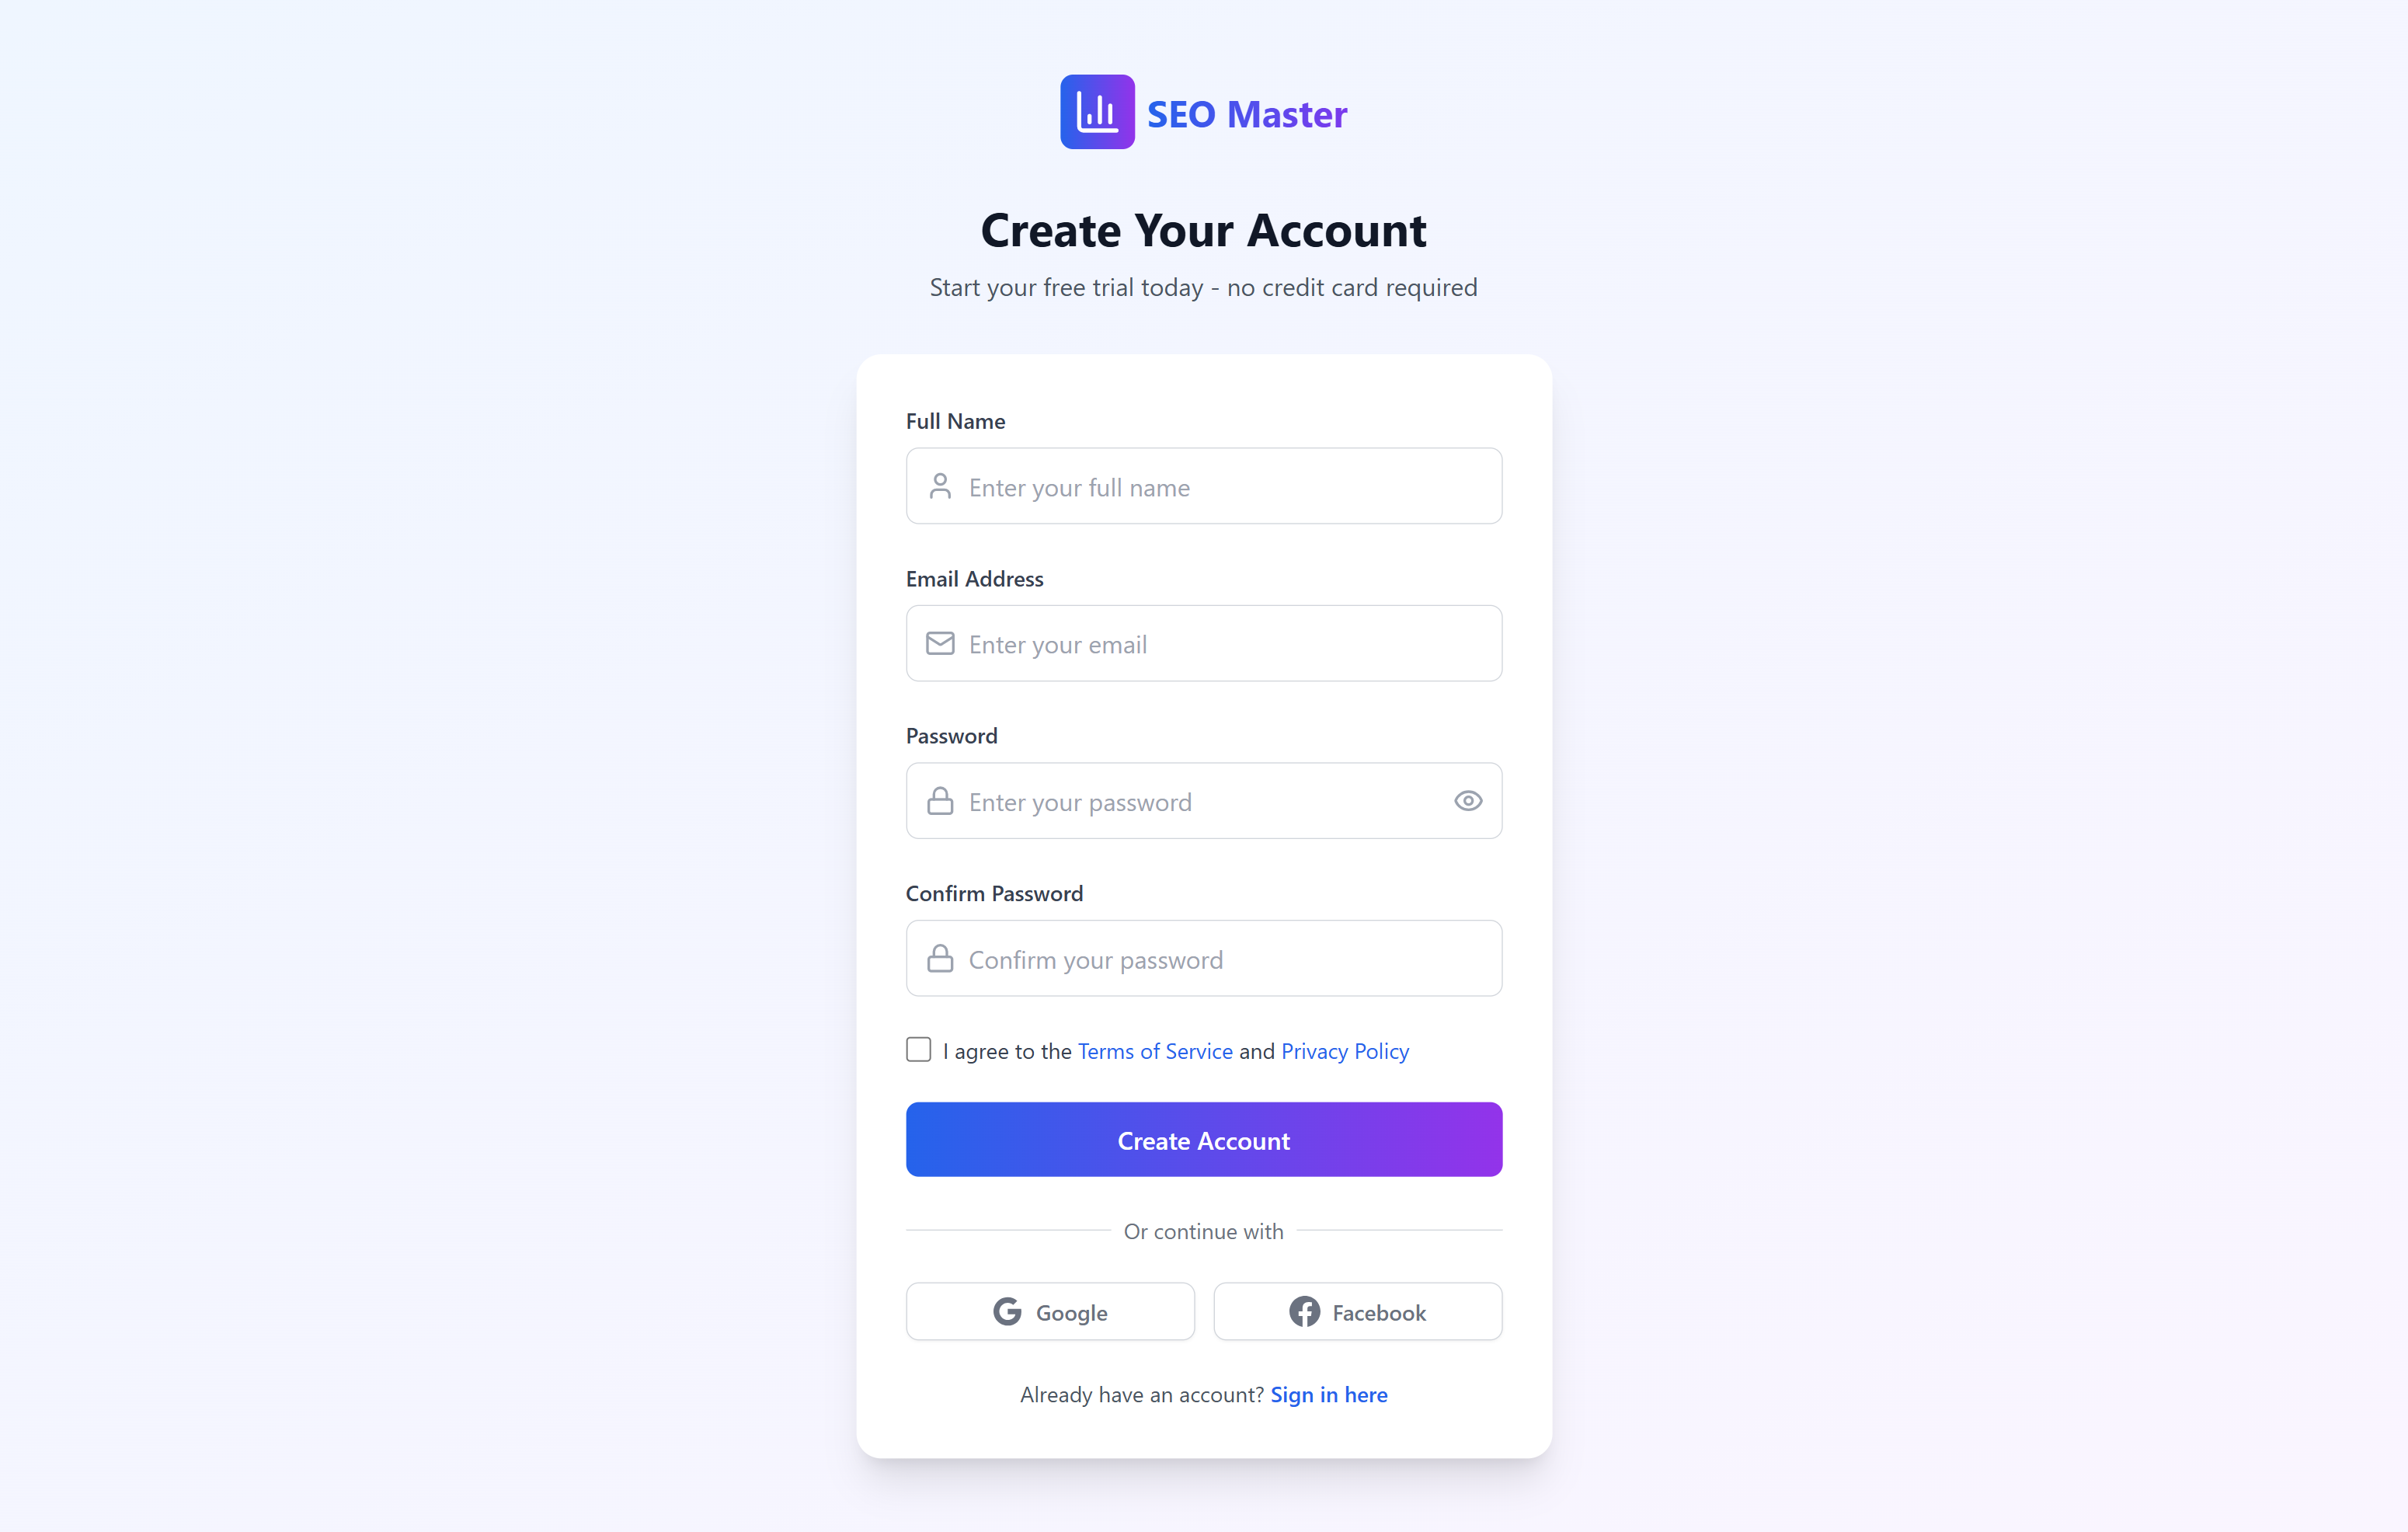 SEO Master
Create Your Account
Start your free trial today - no credit card required
Full Name
Enter your full name
Email Address
Enter your email
Password
Enter your password
Confirm Password
Confirm your password
I agree to the Terms of Service and Privacy Policy
Create Account
Or continue with
Google
Facebook
Already have an account? Sign in here